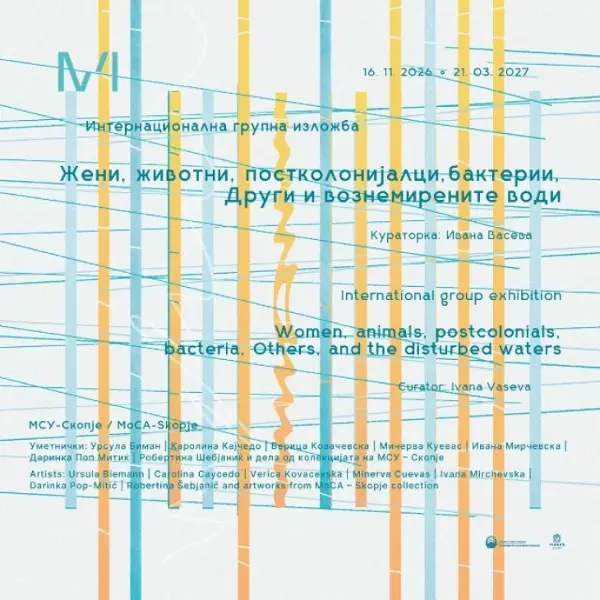 16. 11. 2026 • 21. 03. 2027
Интернационална групна изложба
Жени, животни, постколонијалци, бактерии,
Други и вознемирените води
Кураторка: Ивана Васева
International group exhibition
Women, animals, postcolonials,
bacteria, Others, and the disturbed waters
Curator: Ivana Vaseva
МСУ-Скопје / MoCA-Skopje
Уметнички: Урсула Биман | Каролина Кајчедо | Верица Ковачевска | Минерва Куевас | Ивана Мирчевска |
Даринка Поп Митиќ | Робертина Шебјаниќ и дела од колекцијата на МСУ – Скопје
Artists: Ursula Biemann | Carolina Caycedo | Verica Kovacevska | Minerva Cuevas | Ivana Mirchevska |
Darinka Pop-Mitić | Robertina Šebjanič and artworks from MoCA – Skopje collection